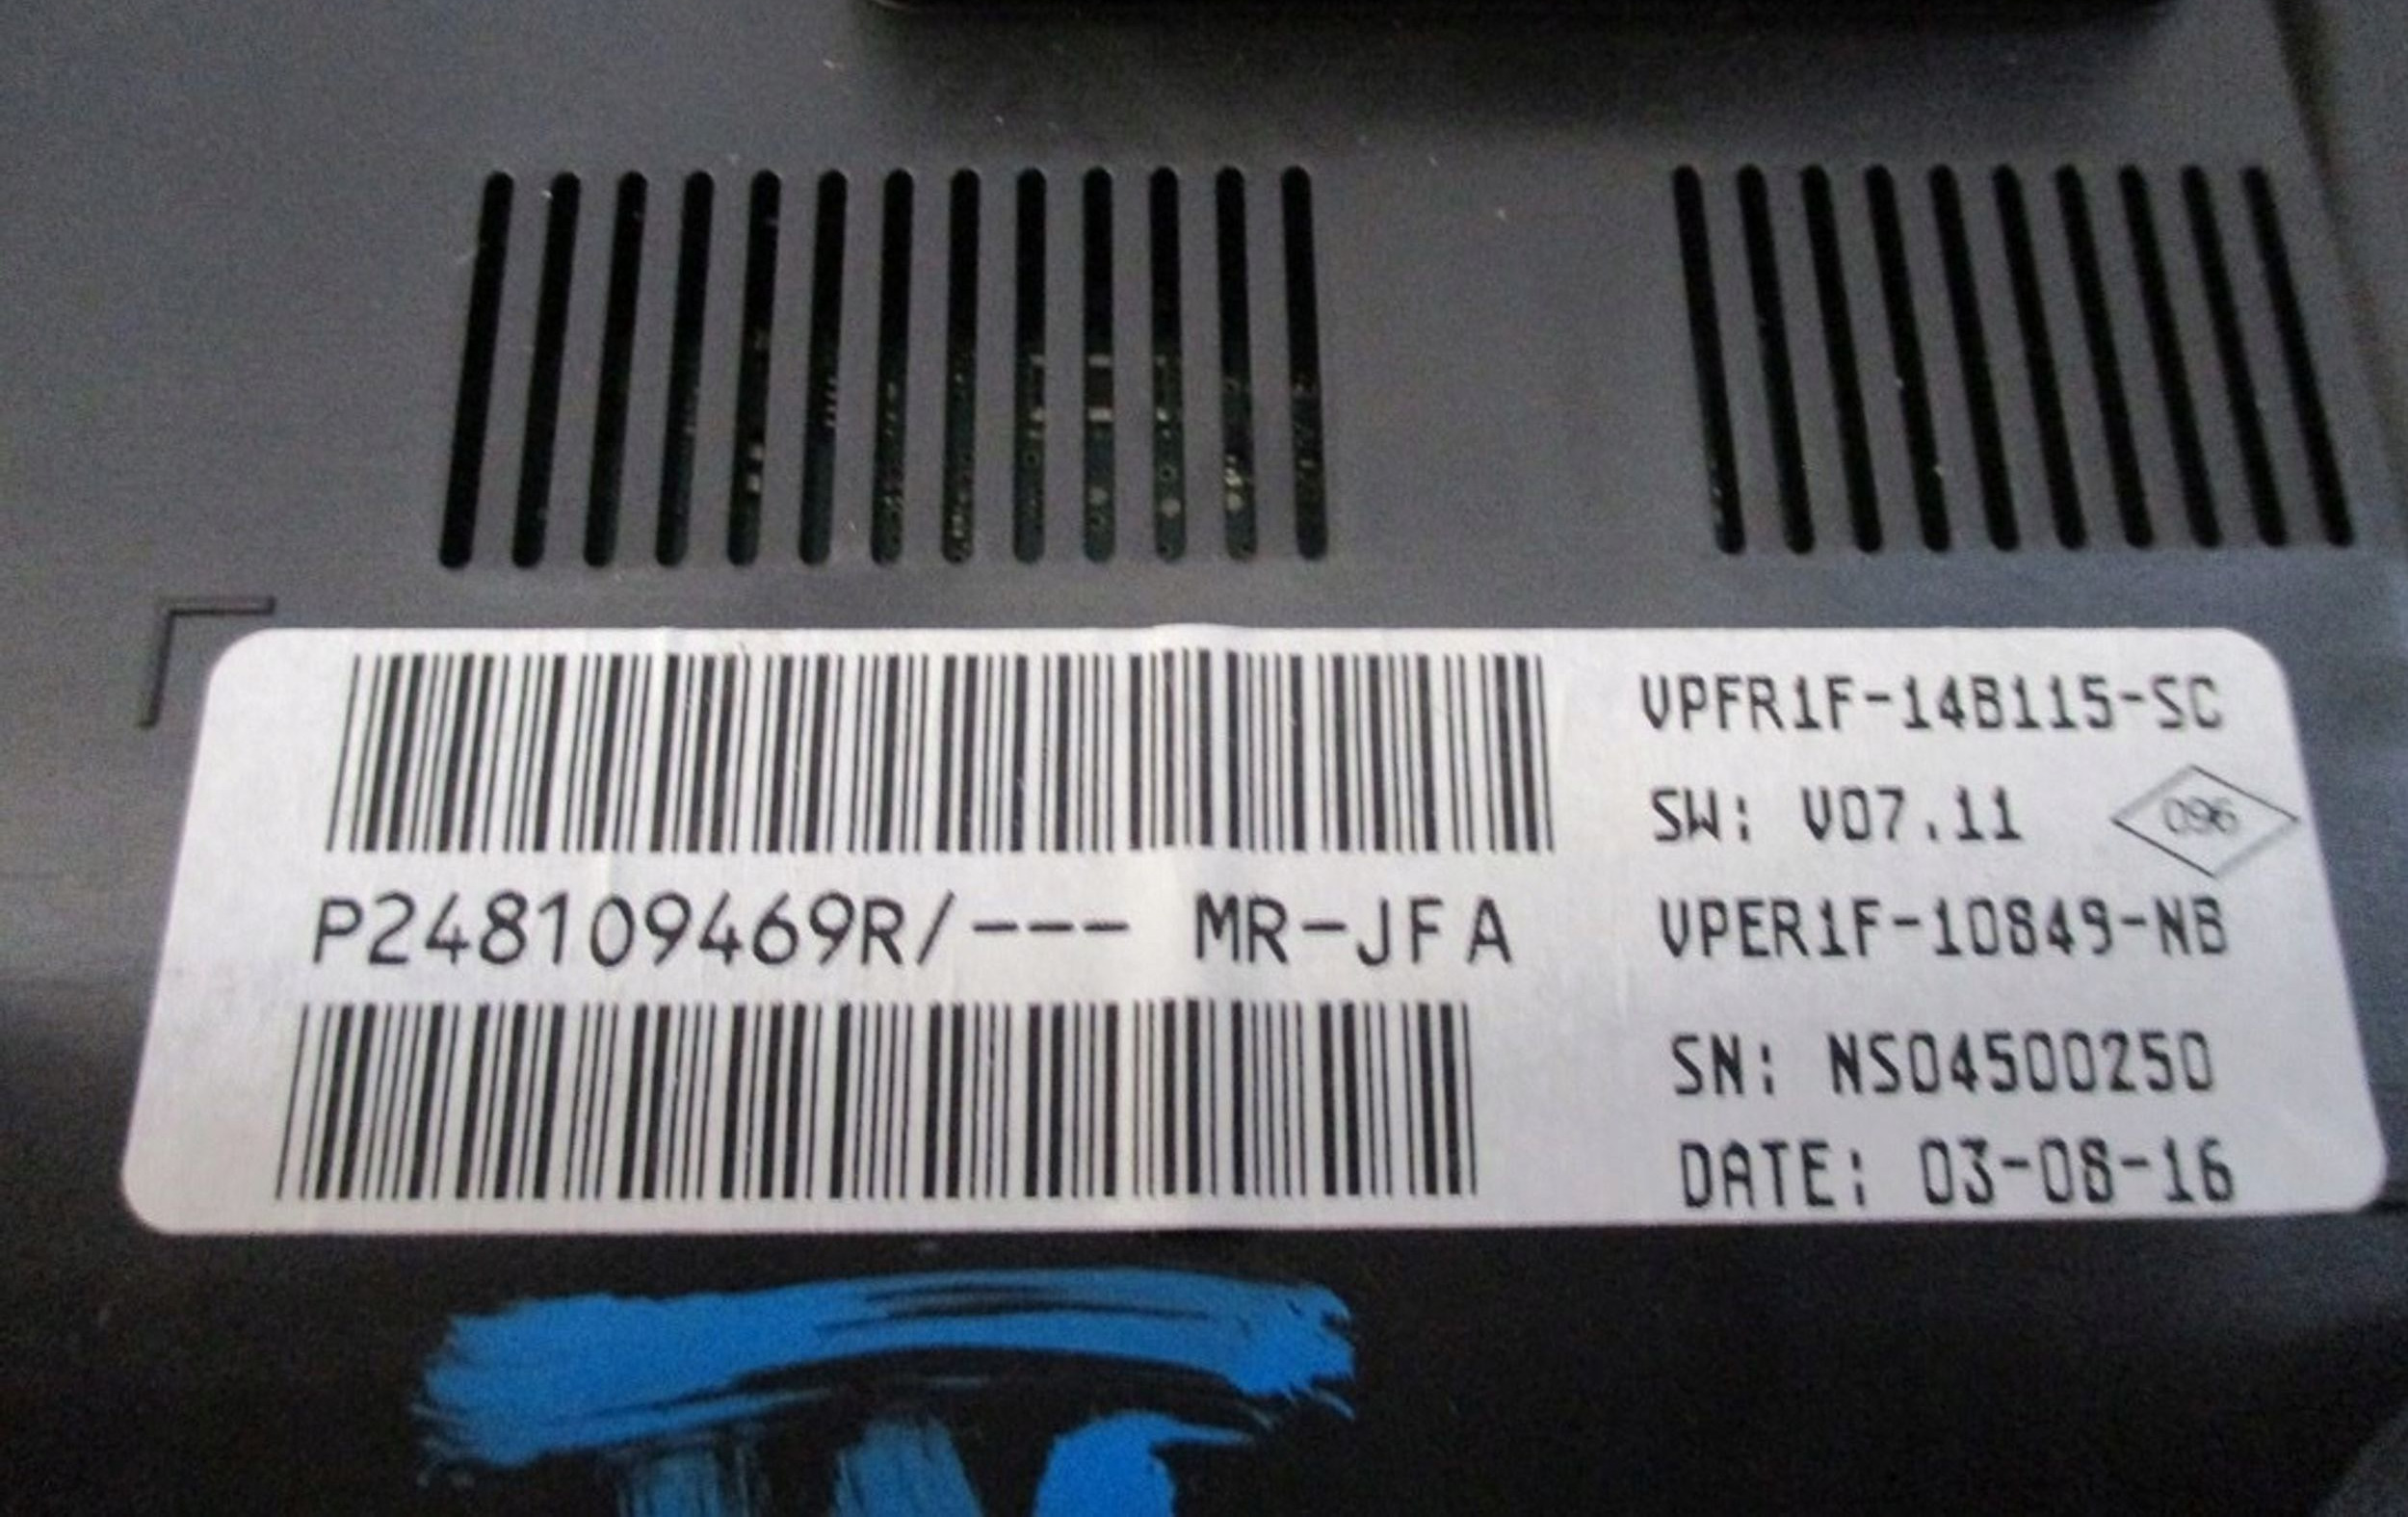 P248109469R/--- MR-JFA
VPFR1F-14B115-SC
SW: V07.11
096
VPER1F-10849-NB
SN: NS04500250
DATE: 03-08-16